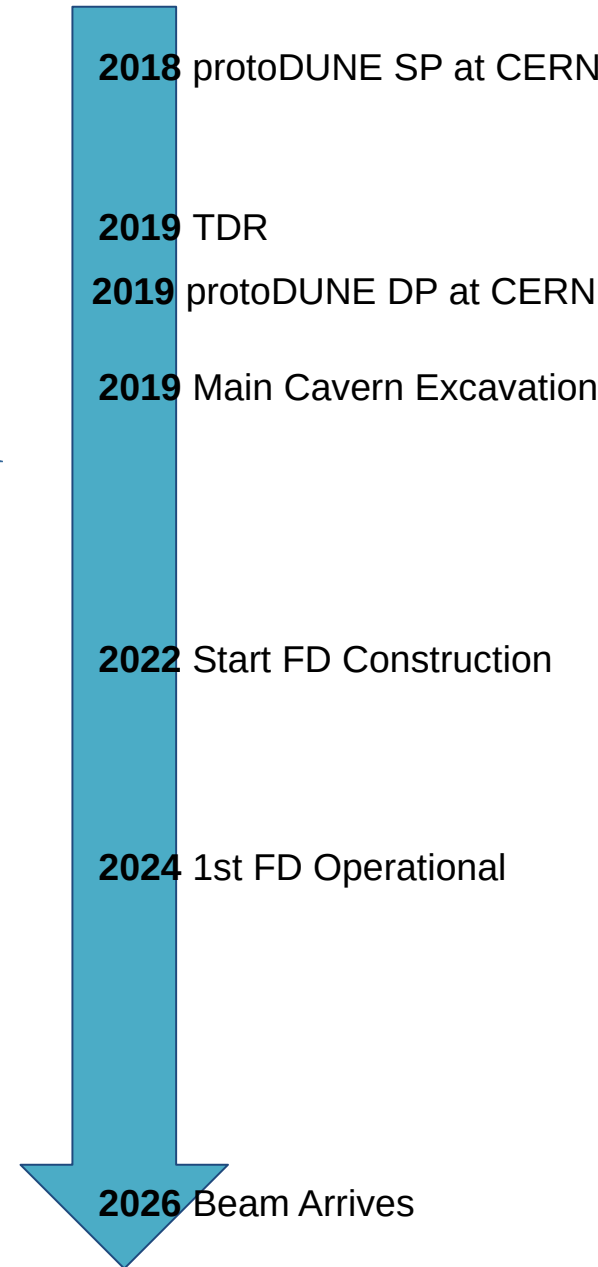 2018 protoDUNE SP at CERN
2019 TDR
2019 protoDUNE DP at CERN
2019 Main Cavern Excavation
2022 Start FD Construction
2024 1st FD Operational
2026 Beam Arrives